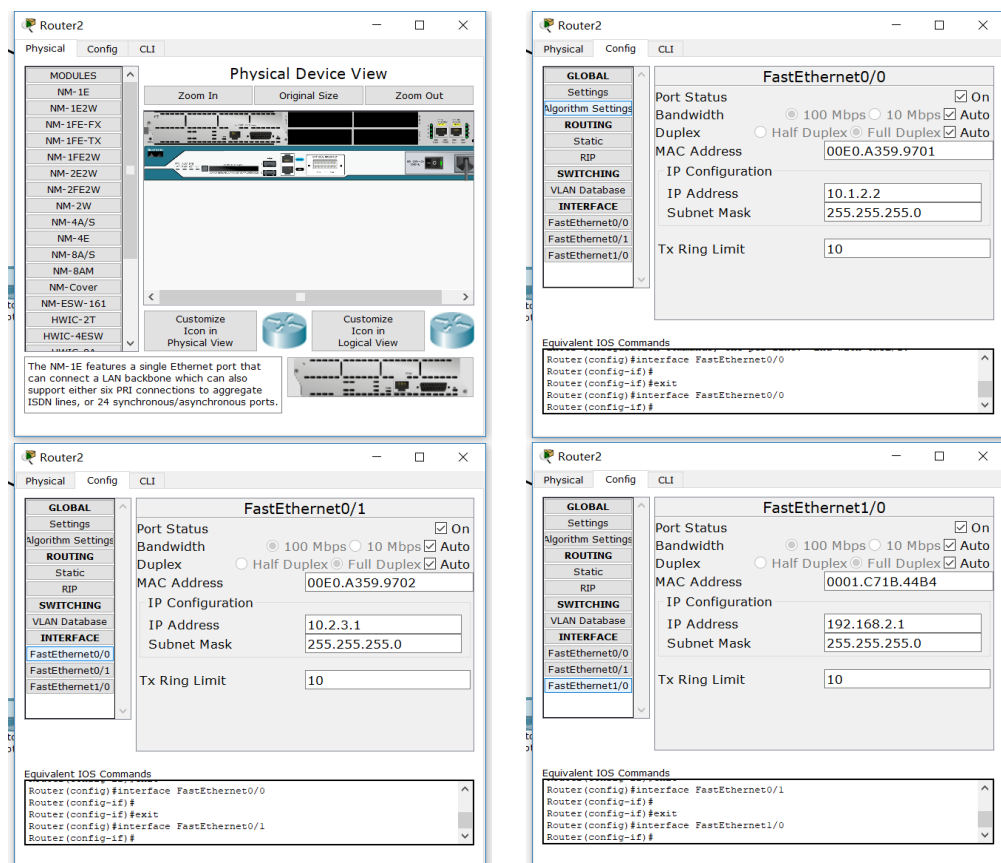 Router2
Physical Config CLI
MODULES
NM-1E
NM-1E2W
NM-1FE-FX
NM-1FE-TX
NM-1FE2W
NM-2E2W
NM-2FE2W
NM-2W
NM-4A/S
NM-4E
NM-8A/S
NM-8AM
NM-Cover
NM-ESW-161
HWIC-2T
HWIC-4ESW
Physical Device View
Zoom In Original Size Zoom Out
Customize
Icon in
Physical View
Customize
Icon in
Logical View
The NM-1E features a single Ethernet port that
can connect a LAN backbone which can also
support either six PRI connections to aggregate
ISDN lines, or 24 synchronous/asynchronous ports.
Router2
Physical Config CLI
GLOBAL
Settings
Algorithm Settings
ROUTING
Static
RIP
SWITCHING
VLAN Database
INTERFACE
FastEthernet0/0
FastEthernet0/1
FastEthernet1/0
FastEthernet0/0
Port Status On
Bandwidth 100 Mbps 10 Mbps Auto
Duplex Half Duplex Full Duplex Auto
MAC Address 00E0.A359.9701
IP Configuration
IP Address 10.1.2.2
Subnet Mask 255.255.255.0
Tx Ring Limit 10
Equivalent IOS Commands
Router(config)#interface FastEthernet0/0
Router(config-if)#
Router(config-if)#exit
Router(config)#interface FastEthernet0/0
Router(config-if)#
Router2
Physical Config CLI
GLOBAL
Settings
Algorithm Settings
ROUTING
Static
RIP
SWITCHING
VLAN Database
INTERFACE
FastEthernet0/0
FastEthernet0/1
FastEthernet1/0
FastEthernet0/1
Port Status On
Bandwidth 100 Mbps 10 Mbps Auto
Duplex Half Duplex Full Duplex Auto
MAC Address 00E0.A359.9702
IP Configuration
IP Address 10.2.3.1
Subnet Mask 255.255.255.0
Tx Ring Limit 10
Equivalent IOS Commands
Router(config)#interface FastEthernet0/0
Router(config-if)#
Router(config-if)#exit
Router(config)#interface FastEthernet0/1
Router(config-if)#
Router2
Physical Config CLI
GLOBAL
Settings
Algorithm Settings
ROUTING
Static
RIP
SWITCHING
VLAN Database
INTERFACE
FastEthernet0/0
FastEthernet0/1
FastEthernet1/0
FastEthernet1/0
Port Status On
Bandwidth 100 Mbps 10 Mbps Auto
Duplex Half Duplex Full Duplex Auto
MAC Address 0001.C71B.44B4
IP Configuration
IP Address 192.168.2.1
Subnet Mask 255.255.255.0
Tx Ring Limit 10
Equivalent IOS Commands
Router(config)#interface FastEthernet0/1
Router(config-if)#
Router(config-if)#exit
Router(config)#interface FastEthernet1/0
Router(config-if)#